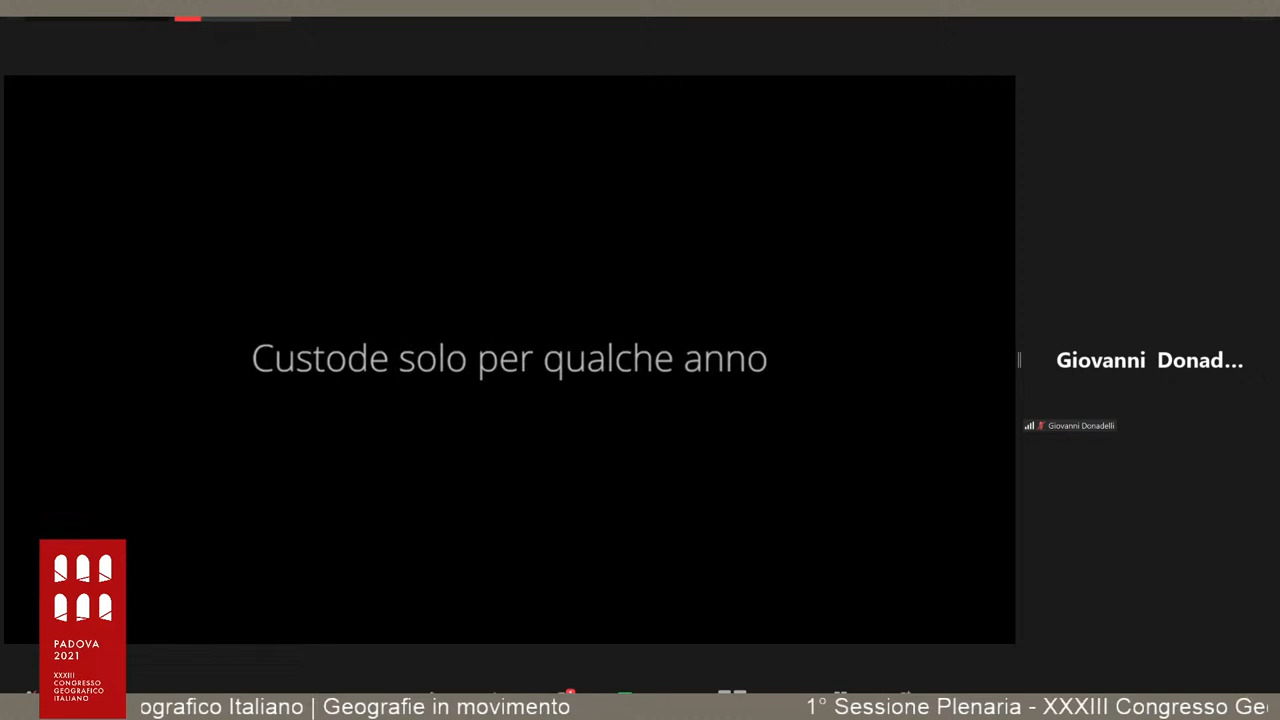 Custode solo per qualche anno
Giovanni Donad...
Giovanni Donadelli
PADOVA
2021
XXXIII
CONGRESSO
GEOGRAFICO
ITALIANO
ografico Italiano | Geografie in movimento
1° Sessione Plenaria - XXXIII Congresso Geo